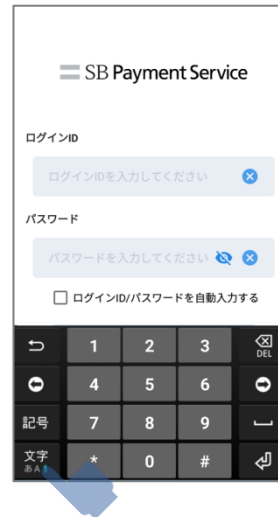 SB Payment Service
ログインID
ログインIDを入力してください
パスワード
パスワードを入力してください
ログインID/パスワードを自動入力する
1 2 3 DEL
4 5 6
記号 7 8 9
文字 * 0 #
あA1